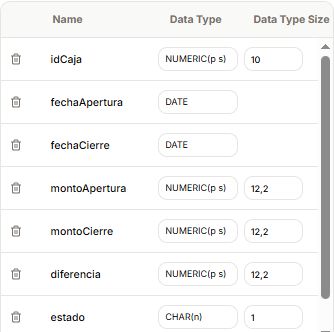 Name Data Type Data Type Size
idCaja NUMERIC(p s) 10
fechaApertura DATE
fechaCierre DATE
montoApertura NUMERIC(p s) 12,2
montoCierre NUMERIC(p s) 12,2
diferencia NUMERIC(p s) 12,2
estado CHAR(n) 1